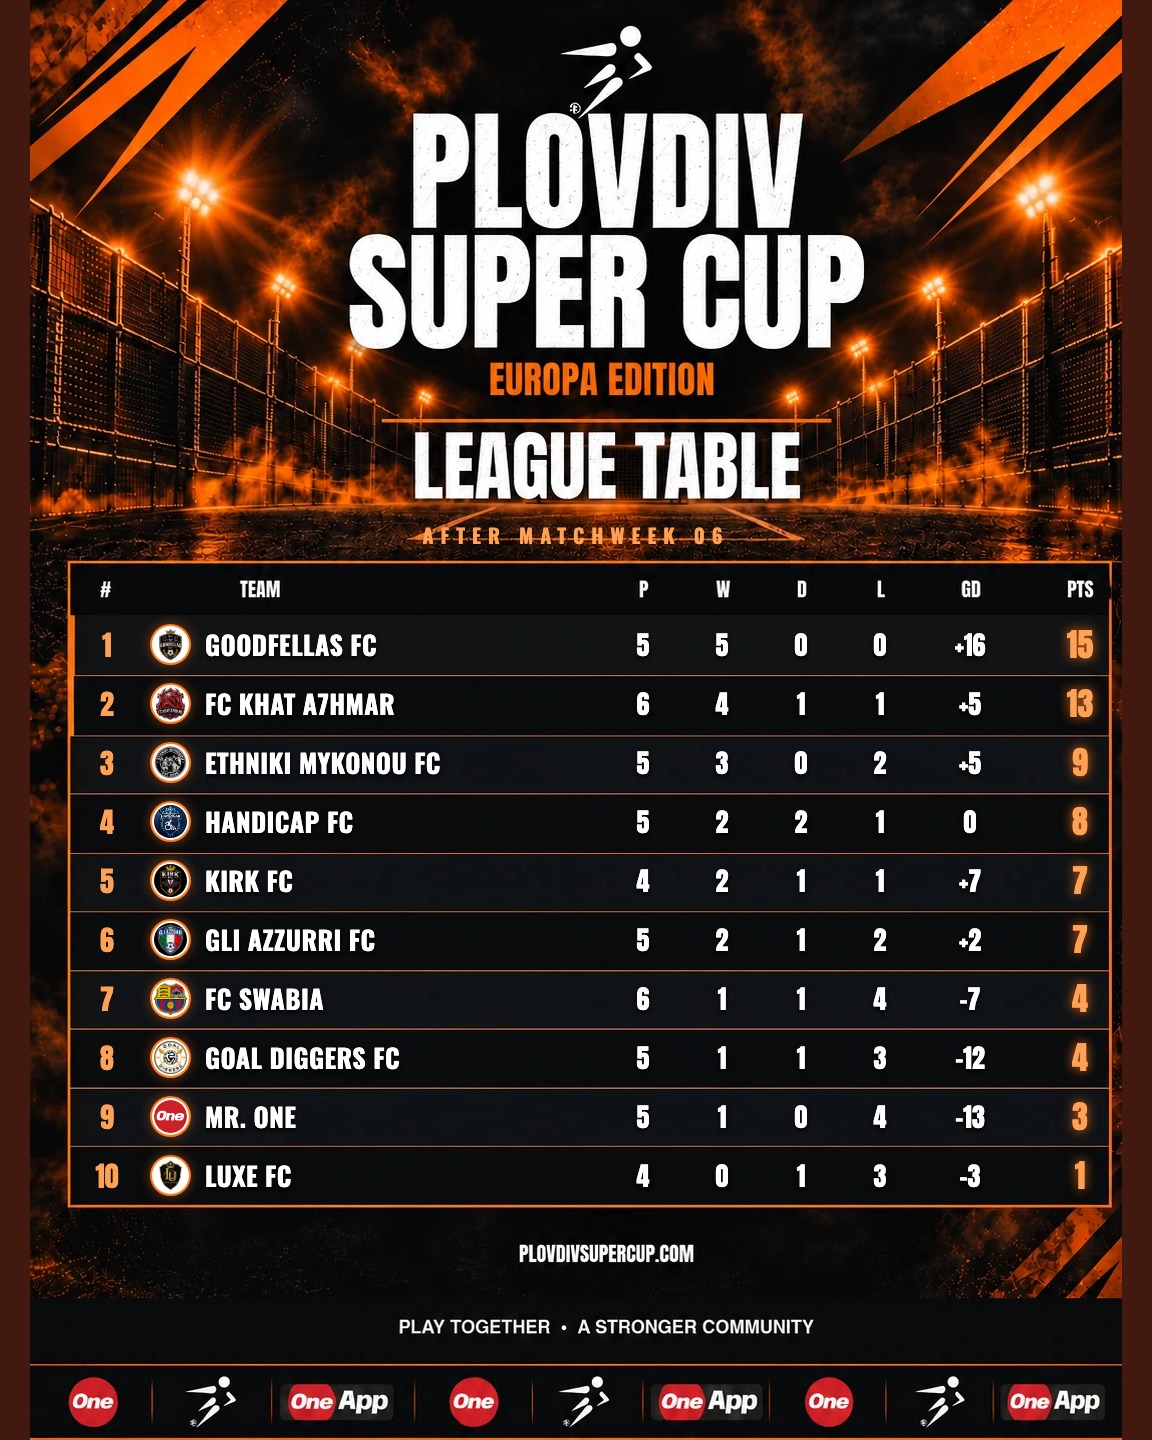 PLOVDIV
SUPER CUP
EUROPA EDITION
LEAGUE TABLE
AFTER MATCHWEEK 06
# TEAM P W D L GD PTS
1 GOODFELLAS FC 5 5 0 0 +16 15
2 FC KHAT A7HMAR 6 4 1 1 +5 13
3 ETHNIKI MYKONOU FC 5 3 0 2 +5 9
4 HANDICAP FC 5 2 2 1 0 8
5 KIRK FC 4 2 1 1 +7 7
6 GLI AZZURRI FC 5 2 1 2 +2 7
7 FC SWABIA 6 1 1 4 -7 4
8 GOAL DIGGERS FC 5 1 1 3 -12 4
9 One MR. ONE 5 1 0 4 -13 3
10 LUXE FC 4 0 1 3 -3 1
PLOVDIVSUPERCUP.COM
PLAY TOGETHER • A STRONGER COMMUNITY
One One App One One App One One App